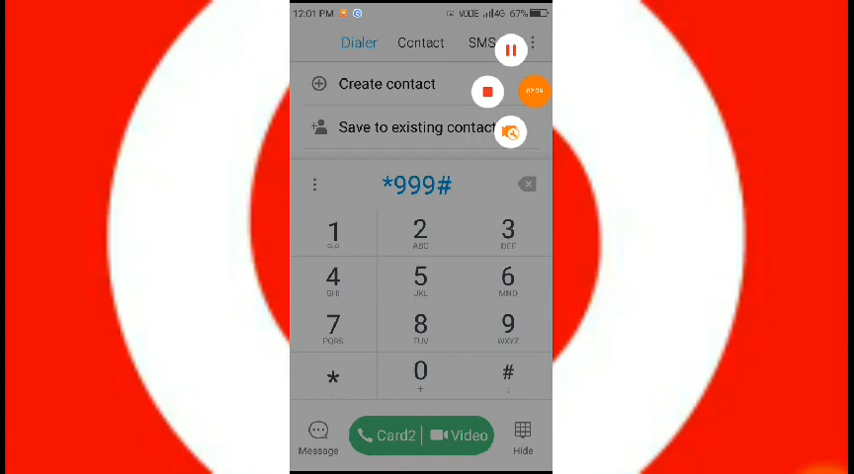 12:01 PM VOLTE 4G 67%
Dialer Contact SMS
Create contact
02:29
Save to existing contact
*999#
1 2 3
ABC DEF
4 5 6
GHI JKL MNO
7 8 9
PQRS TUV WXYZ
* 0 #
+ ;
Card2 Video
Message Hide